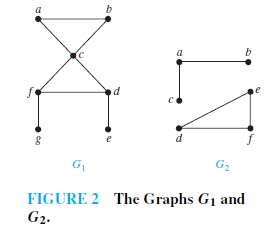 a b
c
f d
g e
G₁
a b
c e
d f
G₂
FIGURE 2 The Graphs G₁ and
G₂.